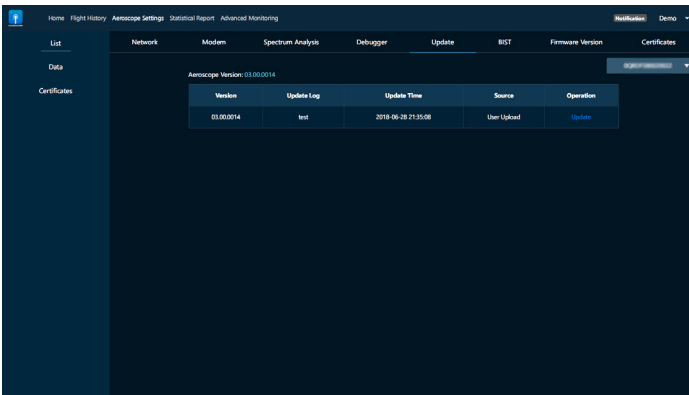 Home Flight History Aeroscope Settings Statistical Report Advanced Monitoring Notification Demo
List Network Modem Spectrum Analysis Debugger Update BIST Firmware Version Certificates
Data
Aeroscope Version: 03.00.0014
Certificates
Version Update Log Update Time Source Operation
03.00.0014 test 2018-06-28 21:35:08 User Upload Update